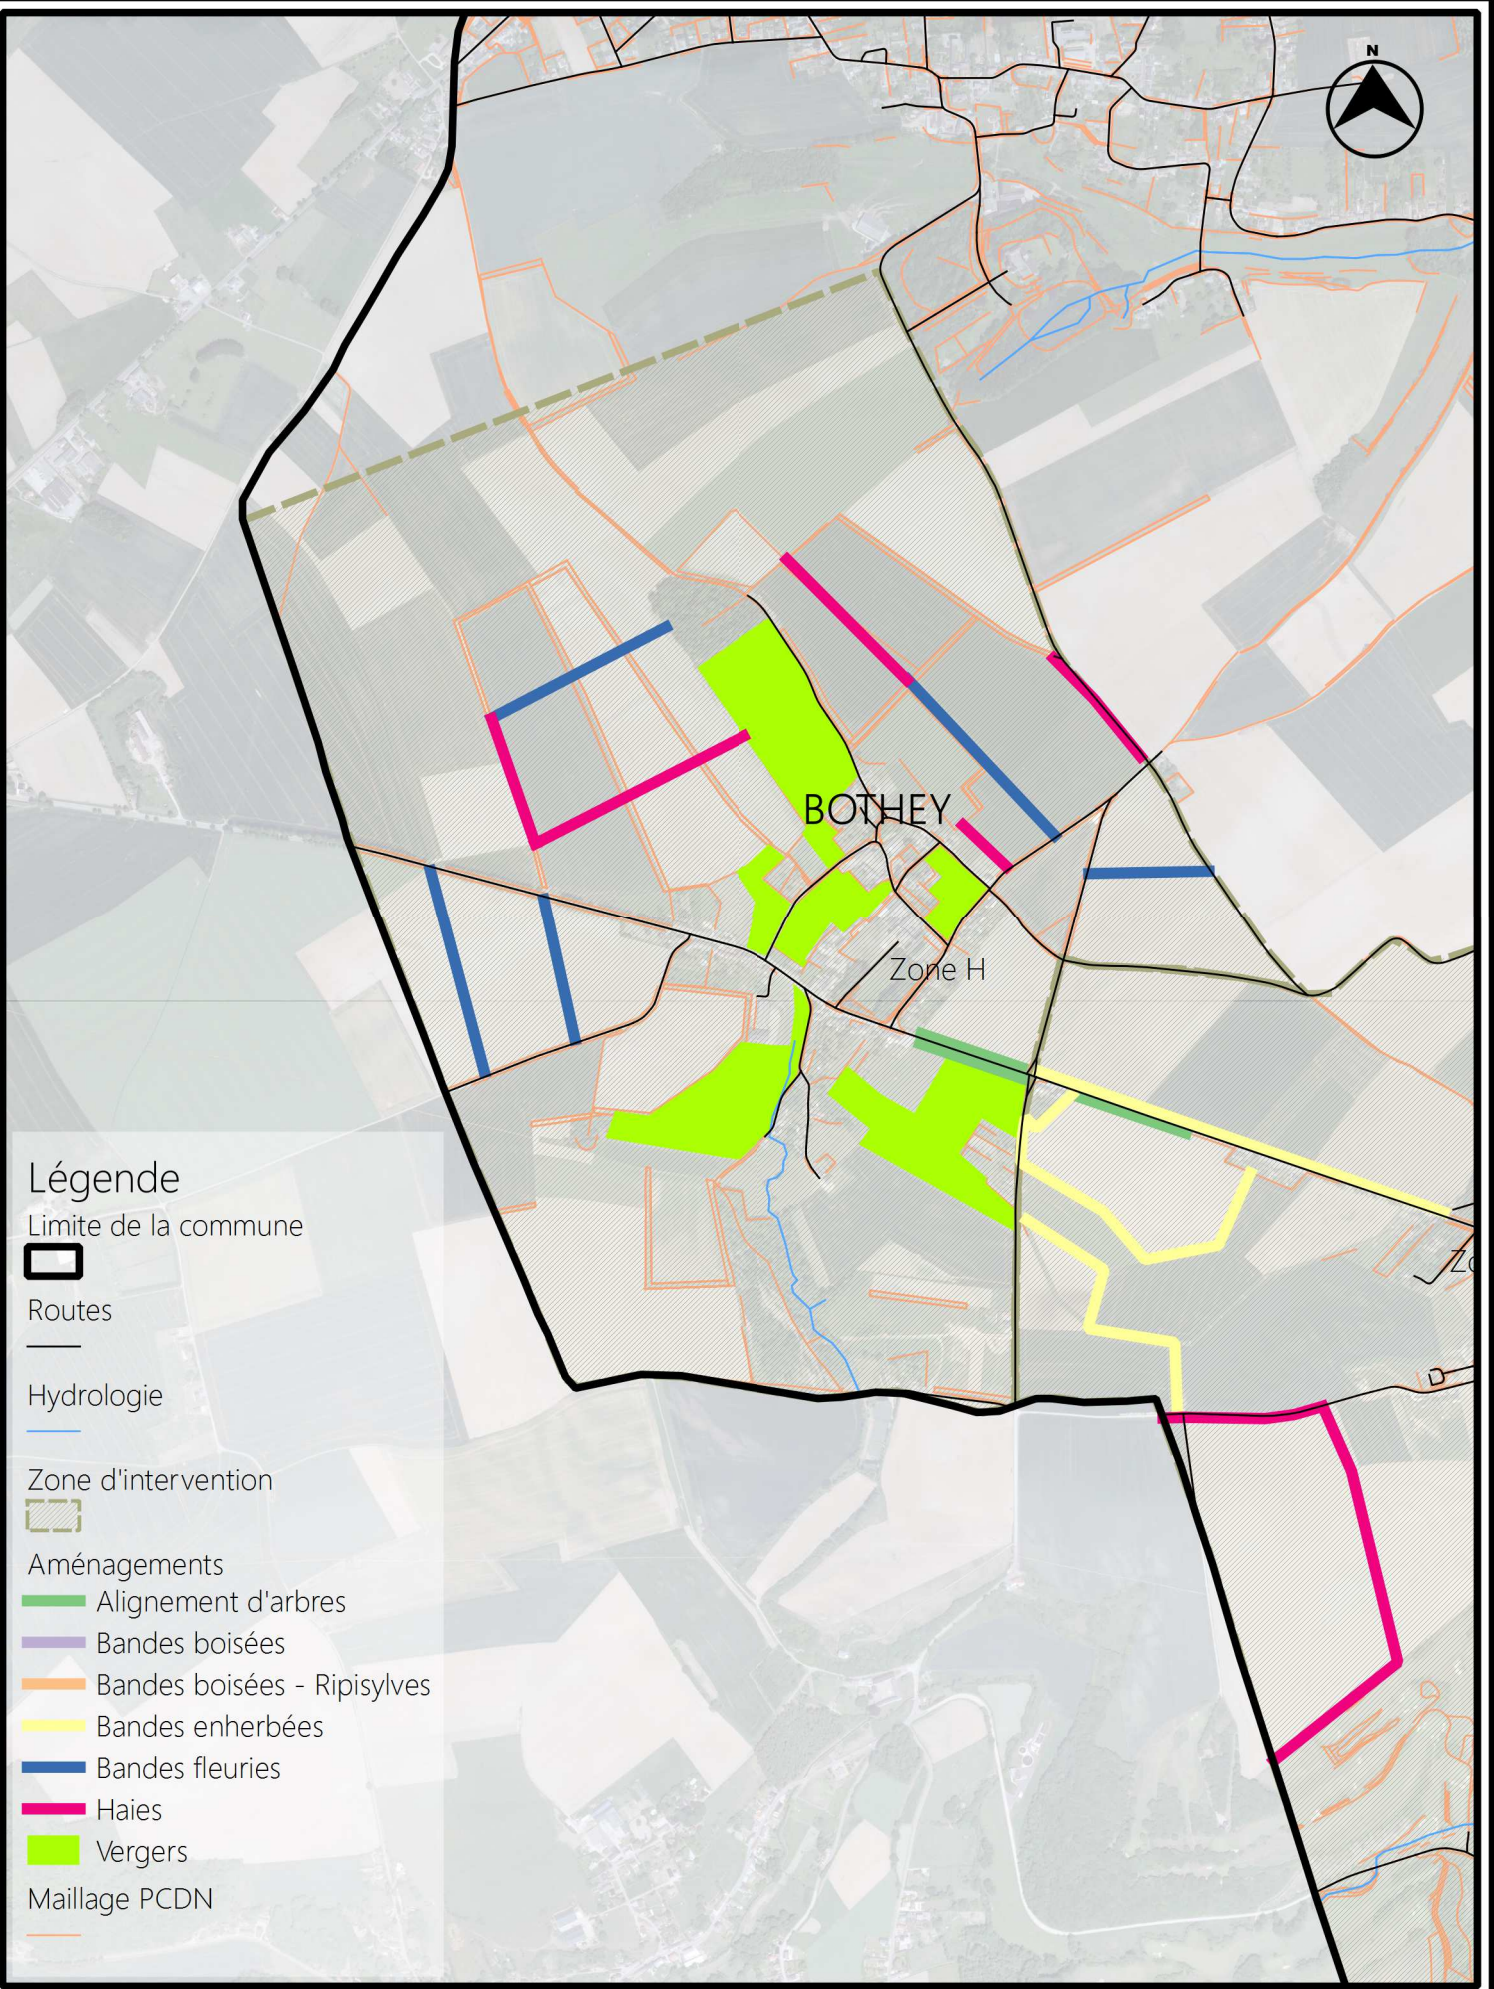 N
BOTHEY
Zone H
Zo
Légende
Limite de la commune
Routes
Hydrologie
Zone d'intervention
Aménagements
Alignement d'arbres
Bandes boisées
Bandes boisées - Ripisylves
Bandes enherbées
Bandes fleuries
Haies
Vergers
Maillage PCDN